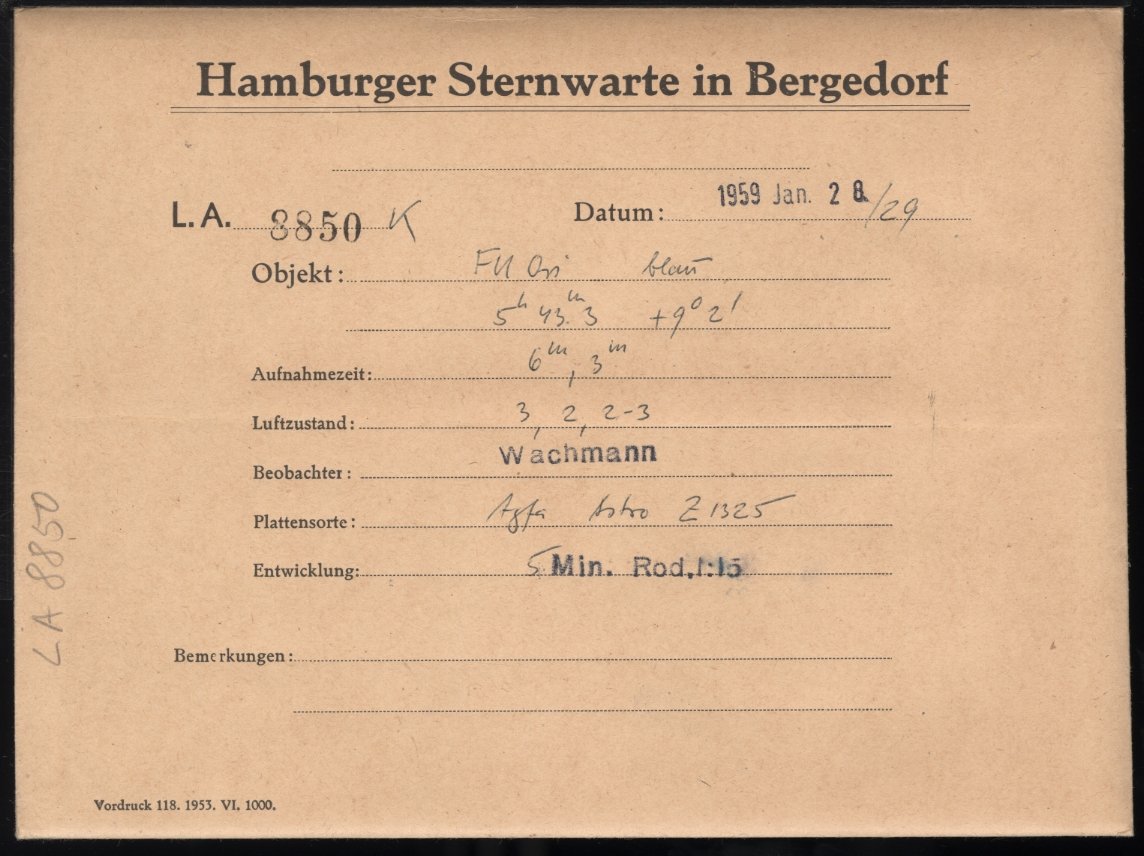 Hamburger Sternwarte in Bergedorf
L. A. 8850 K Datum: 1959 Jan. 28./29
Objekt: FU Ori blau
5h 43.m3 +9° 2'
Aufnahmezeit: 6m, 3m
Luftzustand: 3, 2, 2-3
Beobachter: Wachmann
Plattensorte: Agfa Astro Z 1325
Entwicklung: 5 Min. Rod. 1:15
Bemerkungen:
Vordruck 118. 1953. VI. 1000.
LA 8850